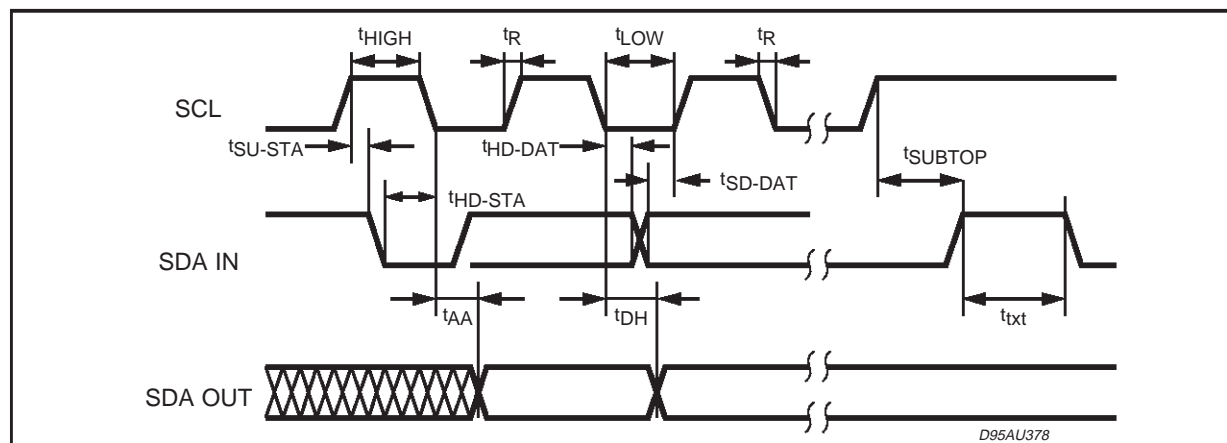 tHIGH
tR
tLOW
tR
SCL
tSU-STA
tHD-DAT
tSUBTOP
tSD-DAT
tHD-STA
SDA IN
tAA
tDH
ttxt
SDA OUT
D95AU378